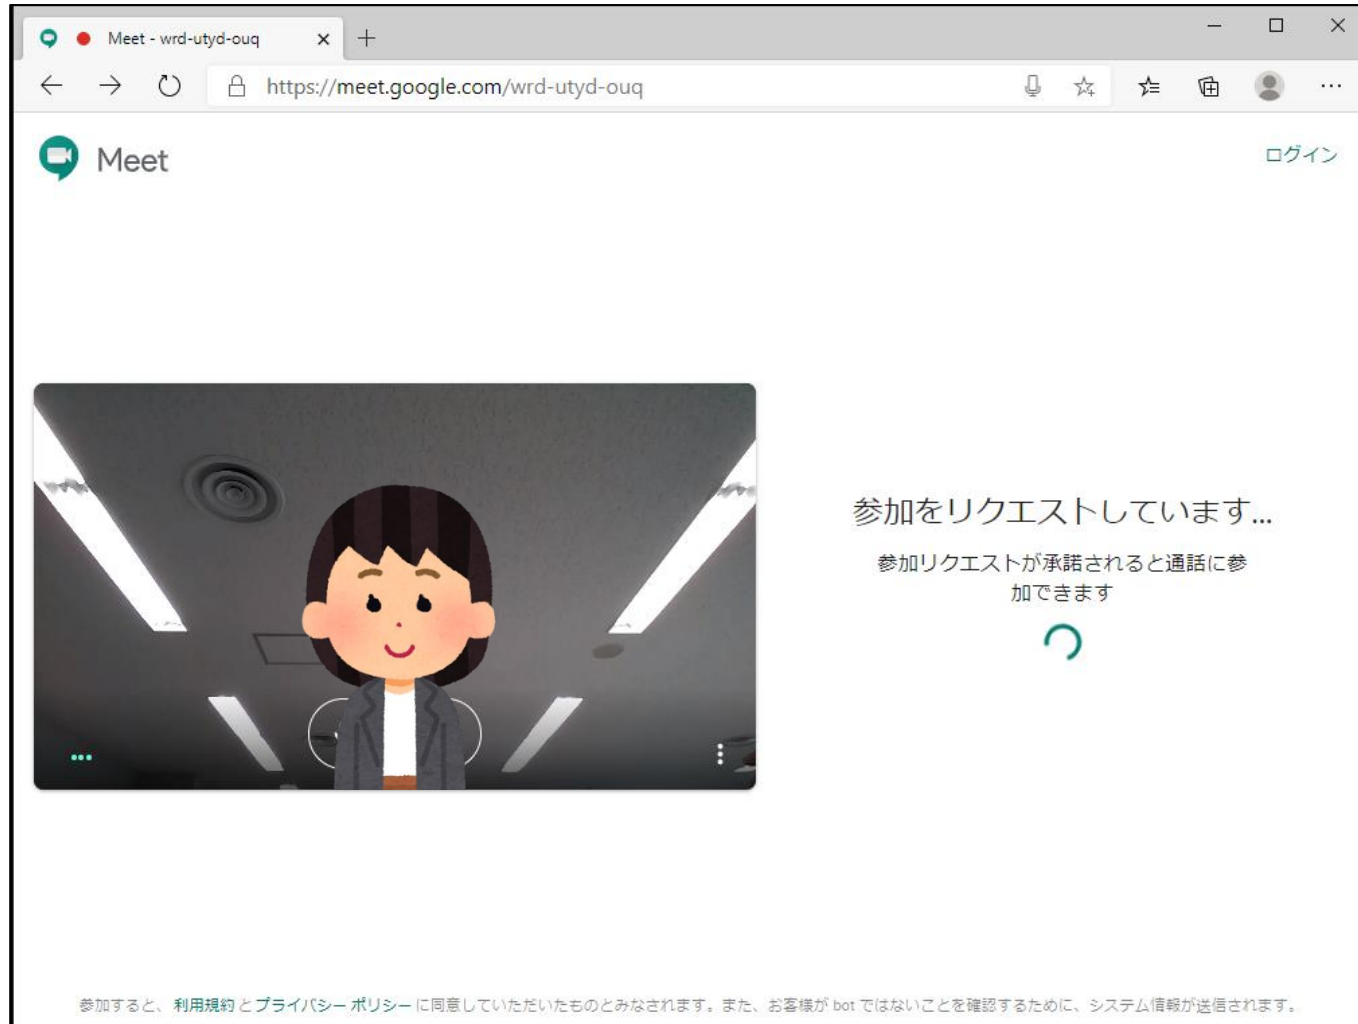 Meet - wrd-utyd-ouq
https://meet.google.com/wrd-utyd-ouq
Meet
ログイン
参加をリクエストしています...
参加リクエストが承諾されると通話に参
加できます
参加すると、利用規約 と プライバシー ポリシー に同意していただいたものとみなされます。また、お客様が bot ではないことを確認するために、システム情報が送信されます。